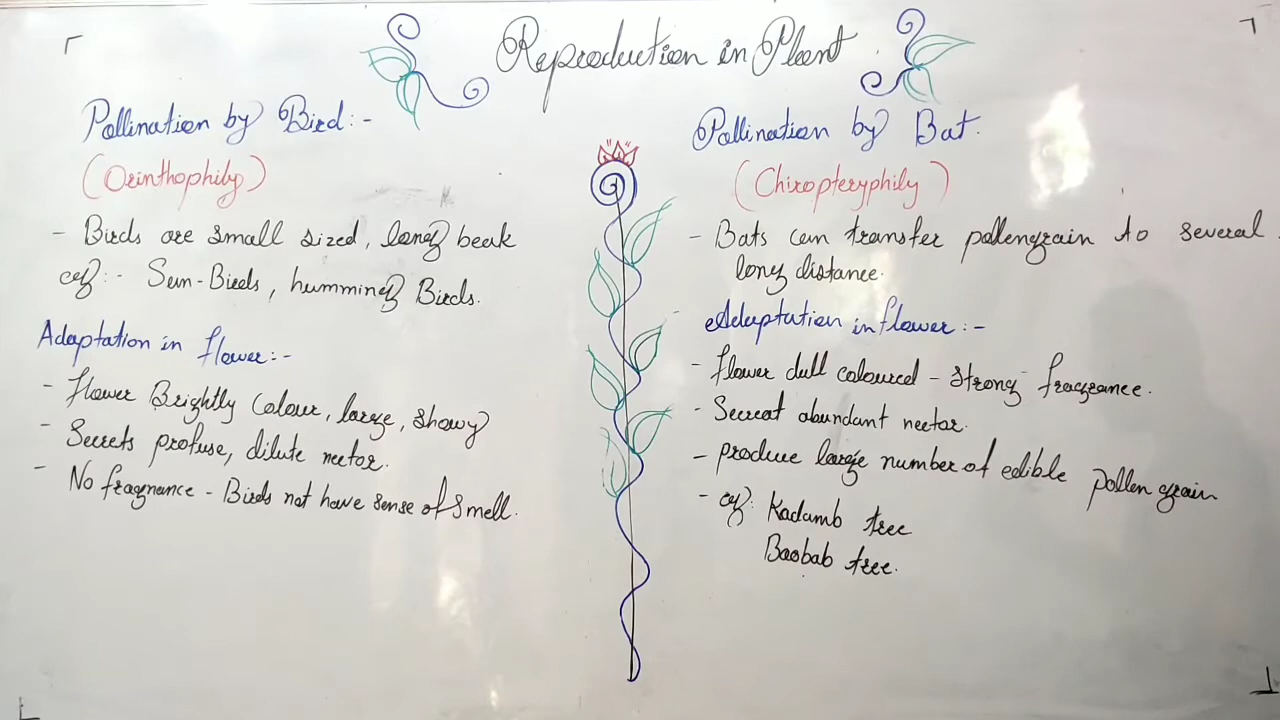 Reproduction in Plant
Pollination by Bird:-
(Orinthophily)
- Birds are small sized, long beak
eg:- Sun-Birds, humming Birds.
Adaptation in flower:-
- flower Brightly Colour, large, showy
- Secrets profuse, dilute nector.
- No fragnance - Birds not have sense of smell.
Pollination by Bat.
(Chiropteryphily)
- Bats can transfer pollengrain to several
long distance.
Adaptation in flower:-
- flower dull coloured - strong fragrance.
- Secreat abundant nector.
- produce large number of edible pollen grain
- eg: Kadamb tree
Baobab tree.